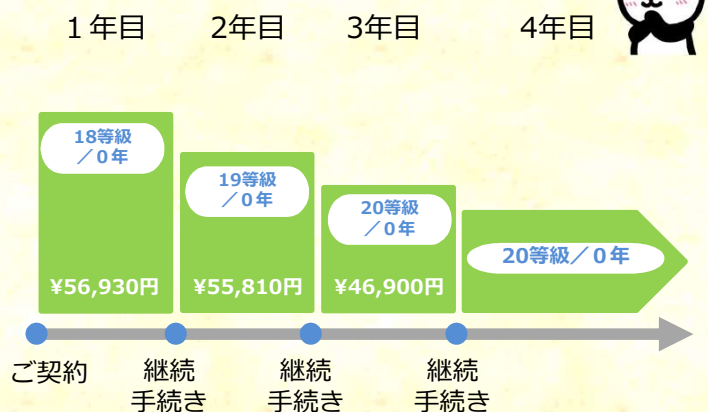 １年目 2年目 3年目 4年目
18等級
／０年
19等級
／０年
20等級
／０年
20等級／０年
¥56,930円 ¥55,810円 ¥46,900円
ご契約 継続 継続 継続
手続き 手続き 手続き